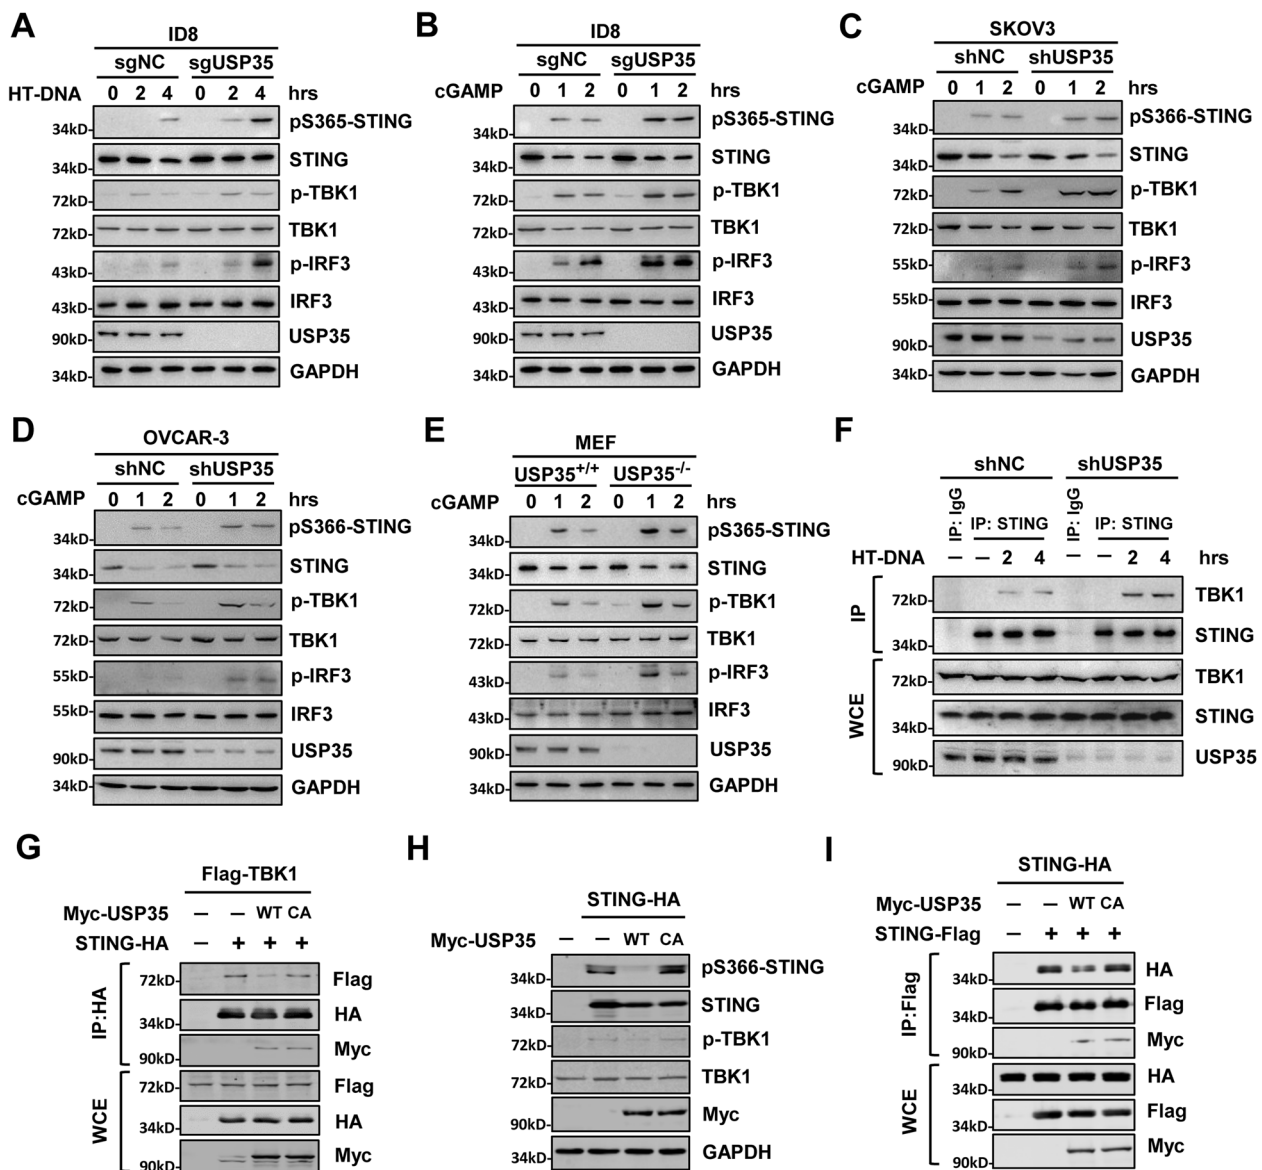 A
ID8
sgNC sgUSP35
HT-DNA 0 2 4 0 2 4 hrs
34kD- pS365-STING
34kD- STING
72kD- p-TBK1
72kD- TBK1
43kD- p-IRF3
43kD- IRF3
90kD- USP35
34kD- GAPDH
B
ID8
sgNC sgUSP35
cGAMP 0 1 2 0 1 2 hrs
34kD- pS365-STING
34kD- STING
72kD- p-TBK1
72kD- TBK1
43kD- p-IRF3
43kD- IRF3
90kD- USP35
34kD- GAPDH
C
SKOV3
shNC shUSP35
cGAMP 0 1 2 0 1 2 hrs
34kD- pS366-STING
34kD- STING
72kD- p-TBK1
72kD- TBK1
55kD- p-IRF3
55kD- IRF3
90kD- USP35
34kD- GAPDH
D
OVCAR-3
shNC shUSP35
cGAMP 0 1 2 0 1 2 hrs
34kD- pS366-STING
34kD- STING
72kD- p-TBK1
72kD- TBK1
55kD- p-IRF3
55kD- IRF3
90kD- USP35
34kD- GAPDH
E
MEF
USP35+/+ USP35-/-
cGAMP 0 1 2 0 1 2 hrs
34kD- pS365-STING
34kD- STING
72kD- p-TBK1
72kD- TBK1
43kD- p-IRF3
43kD- IRF3
90kD- USP35
34kD- GAPDH
F
shNC shUSP35
IP: IgG IP: STING IP: IgG IP: STING
HT-DNA – – 2 4 – – 2 4 hrs
IP
72kD- TBK1
34kD- STING
WCE
72kD- TBK1
34kD- STING
90kD- USP35
G
Flag-TBK1
Myc-USP35 – – WT CA
STING-HA – + + +
IP:HA
72kD- Flag
34kD- HA
90kD- Myc
WCE
72kD- Flag
34kD- HA
90kD- Myc
H
STING-HA
Myc-USP35 – – WT CA
34kD- pS366-STING
34kD- STING
72kD- p-TBK1
72kD- TBK1
90kD- Myc
34kD- GAPDH
I
STING-HA
Myc-USP35 – – WT CA
STING-Flag – + + +
IP:Flag
34kD- HA
34kD- Flag
90kD- Myc
WCE
34kD- HA
34kD- Flag
90kD- Myc